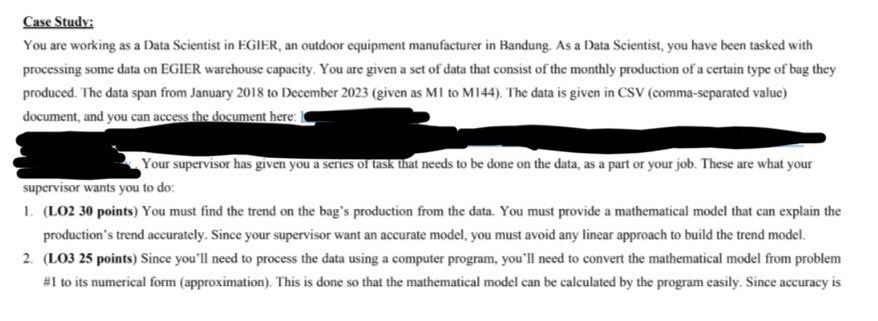 Case Study:
You are working as a Data Scientist in EGIER, an outdoor equipment manufacturer in Bandung. As a Data Scientist, you have been tasked with
processing some data on EGIER warehouse capacity. You are given a set of data that consist of the monthly production of a certain type of bag they
produced. The data span from January 2018 to December 2023 (given as M1 to M144). The data is given in CSV (comma-separated value)
document, and you can access the document here:
. Your supervisor has given you a series of task that needs to be done on the data, as a part or your job. These are what your
supervisor wants you to do:
1. (LO2 30 points) You must find the trend on the bag's production from the data. You must provide a mathematical model that can explain the
production's trend accurately. Since your supervisor want an accurate model, you must avoid any linear approach to build the trend model.
2. (LO3 25 points) Since you'll need to process the data using a computer program, you'll need to convert the mathematical model from problem
#1 to its numerical form (approximation). This is done so that the mathematical model can be calculated by the program easily. Since accuracy is